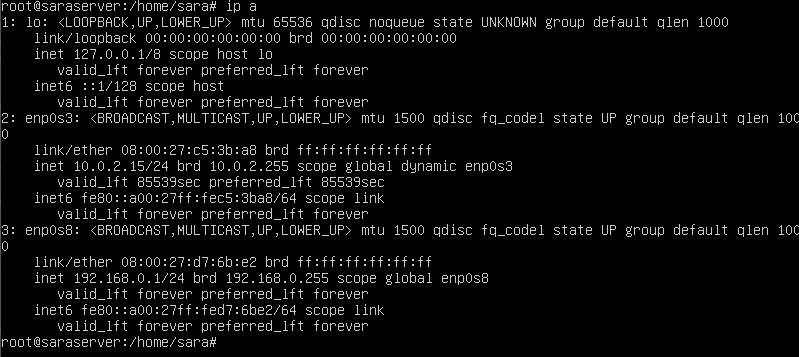 root@saraserver:/home/sara# ip a
1: lo: <LOOPBACK,UP,LOWER_UP> mtu 65536 qdisc noqueue state UNKNOWN group default qlen 1000
    link/loopback 00:00:00:00:00:00 brd 00:00:00:00:00:00
    inet 127.0.0.1/8 scope host lo
       valid_lft forever preferred_lft forever
    inet6 ::1/128 scope host
       valid_lft forever preferred_lft forever
2: enp0s3: <BROADCAST,MULTICAST,UP,LOWER_UP> mtu 1500 qdisc fq_codel state UP group default qlen 100
0
    link/ether 08:00:27:c5:3b:a8 brd ff:ff:ff:ff:ff:ff
    inet 10.0.2.15/24 brd 10.0.2.255 scope global dynamic enp0s3
       valid_lft 85539sec preferred_lft 85539sec
    inet6 fe80::a00:27ff:fec5:3ba8/64 scope link
       valid_lft forever preferred_lft forever
3: enp0s8: <BROADCAST,MULTICAST,UP,LOWER_UP> mtu 1500 qdisc fq_codel state UP group default qlen 100
0
    link/ether 08:00:27:d7:6b:e2 brd ff:ff:ff:ff:ff:ff
    inet 192.168.0.1/24 brd 192.168.0.255 scope global enp0s8
       valid_lft forever preferred_lft forever
    inet6 fe80::a00:27ff:fed7:6be2/64 scope link
       valid_lft forever preferred_lft forever
root@saraserver:/home/sara#